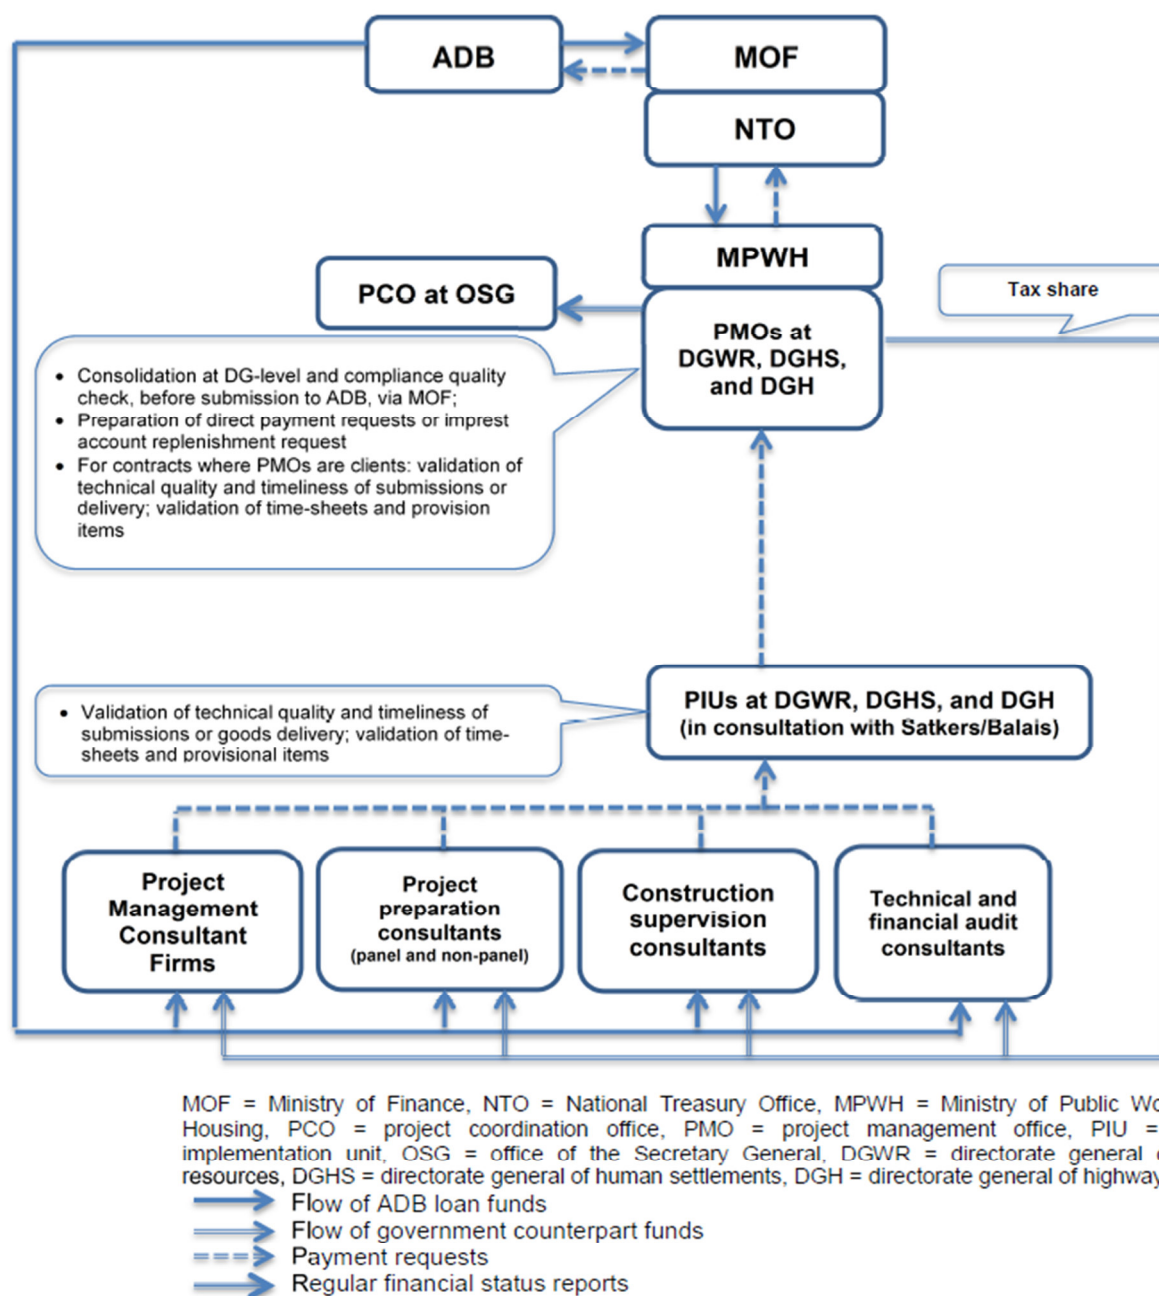 ADB
MOF
NTO
MPWH
PCO at OSG
Tax share
PMOs at
DGWR, DGHS,
and DGH
• Consolidation at DG-level and compliance quality
check, before submission to ADB, via MOF;
• Preparation of direct payment requests or imprest
account replenishment request
• For contracts where PMOs are clients: validation of
technical quality and timeliness of submissions or
delivery; validation of time-sheets and provision
items
PIUs at DGWR, DGHS, and DGH
(in consultation with Satkers/Balais)
• Validation of technical quality and timeliness of
submissions or goods delivery; validation of time-
sheets and provisional items
Project
Management
Consultant
Firms
Project
preparation
consultants
(panel and non-panel)
Construction
supervision
consultants
Technical and
financial audit
consultants
MOF = Ministry of Finance, NTO = National Treasury Office, MPWH = Ministry of Public Wo
Housing, PCO = project coordination office, PMO = project management office, PIU =
implementation unit, OSG = office of the Secretary General, DGWR = directorate general
resources, DGHS = directorate general of human settlements, DGH = directorate general of highway
Flow of ADB loan funds
Flow of government counterpart funds
Payment requests
Regular financial status reports